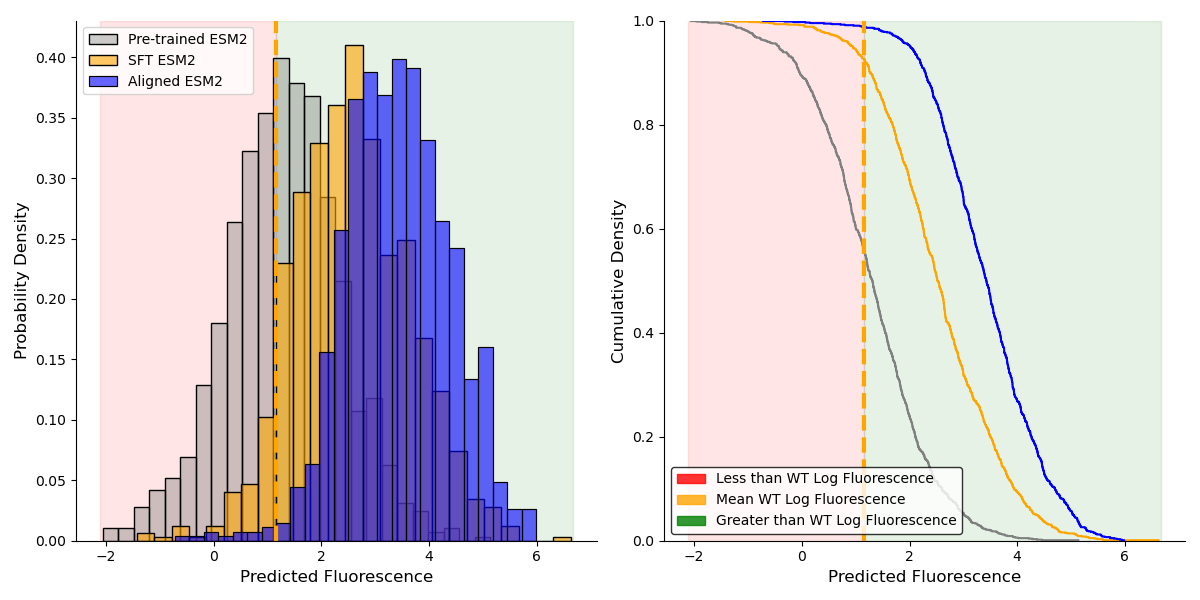 Pre-trained ESM2
SFT ESM2
Aligned ESM2
0.40
0.35
0.30
0.25
0.20
0.15
0.10
0.05
0.00
Probability Density
−2
0
2
4
6
Predicted Fluorescence
1.0
0.8
0.6
0.4
0.2
0.0
Cumulative Density
Less than WT Log Fluorescence
Mean WT Log Fluorescence
Greater than WT Log Fluorescence
−2
0
2
4
6
Predicted Fluorescence